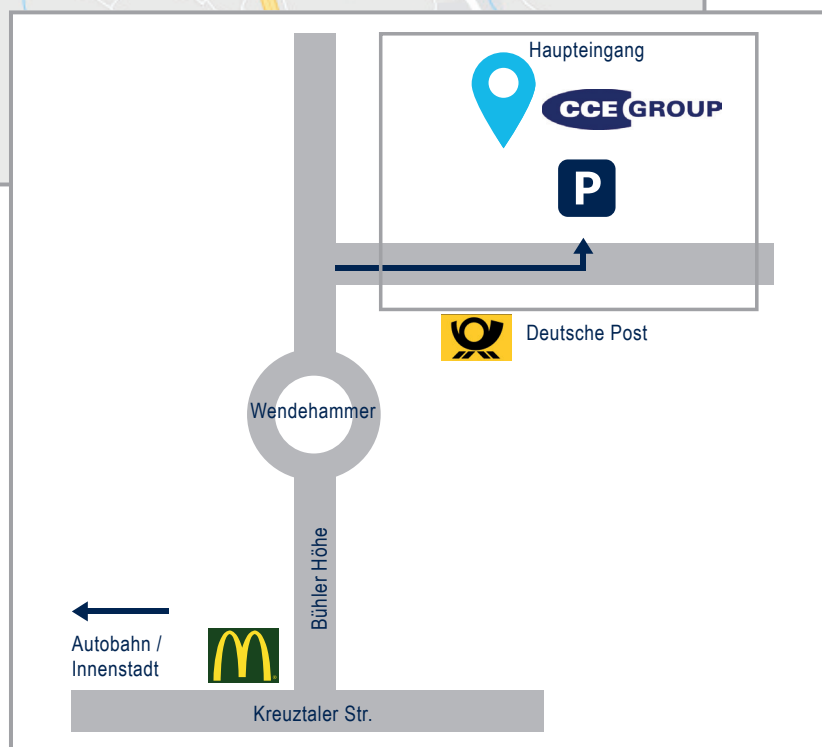 Haupteingang
CCE GROUP
P
Deutsche Post
Wendehammer
Bühler Höhe
Autobahn /
Innenstadt
Kreuztaler Str.